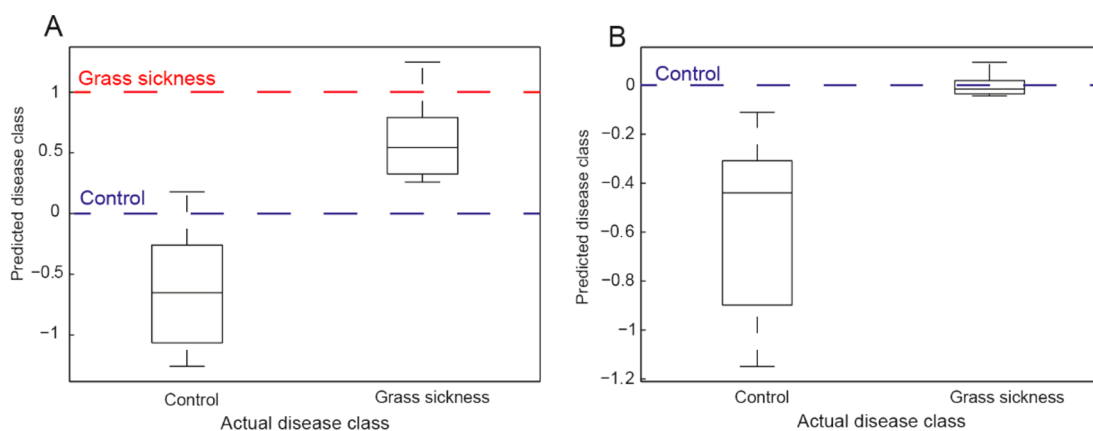 A
Grass sickness
1
0.5
Control
0
−0.5
−1
Predicted disease class
Control
Grass sickness
Actual disease class
B
Control
0
−0.2
−0.4
−0.6
−0.8
−1
−1.2
Predicted disease class
Control
Grass sickness
Actual disease class